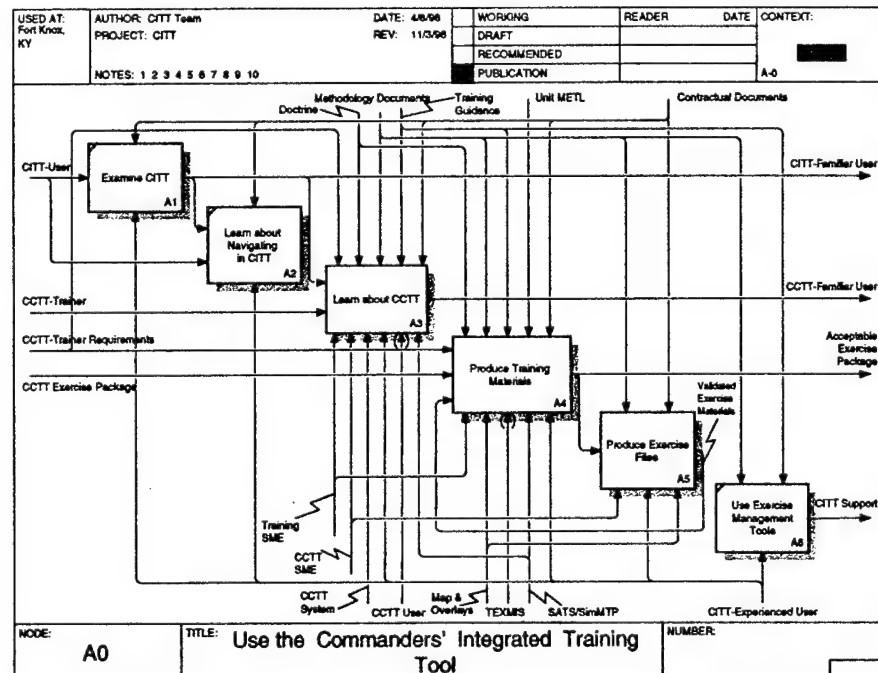 USED AT:
Fort Knox,
KY
AUTHOR: CITT Team
DATE: 4/8/98
PROJECT: CITT
REV: 11/3/98
NOTES: 1 2 3 4 5 6 7 8 9 10
WORKING
DRAFT
RECOMMENDED
PUBLICATION
READER
DATE
CONTEXT:
A-0
Methodology Documents
Doctrine
Training
Guidance
Unit METL
Contractual Documents
CITT-User
Examine CITT
A1
CITT-Familier User
Learn about
Navigating
in CITT
A2
CCTT-Trainer
Learn about CCTT
A3
CCTT-Familier User
CCTT-Trainer Requirements
CCTT Exercise Package
Produce Training
Materials
A4
Acceptable
Exercise
Package
Validated
Exercise
Materials
Produce Exercise
Files
A5
Use Exercise
Management
Tools
A6
CITT Support
Training
SME
CCTT
SME
CCTT
System
CCTT User
Map &
Overlays
TEXMIS
SATS/SimMTP
CITT-Experienced User
NODE:
A0
TITLE:
Use the Commanders' Integrated Training
Tool
NUMBER: